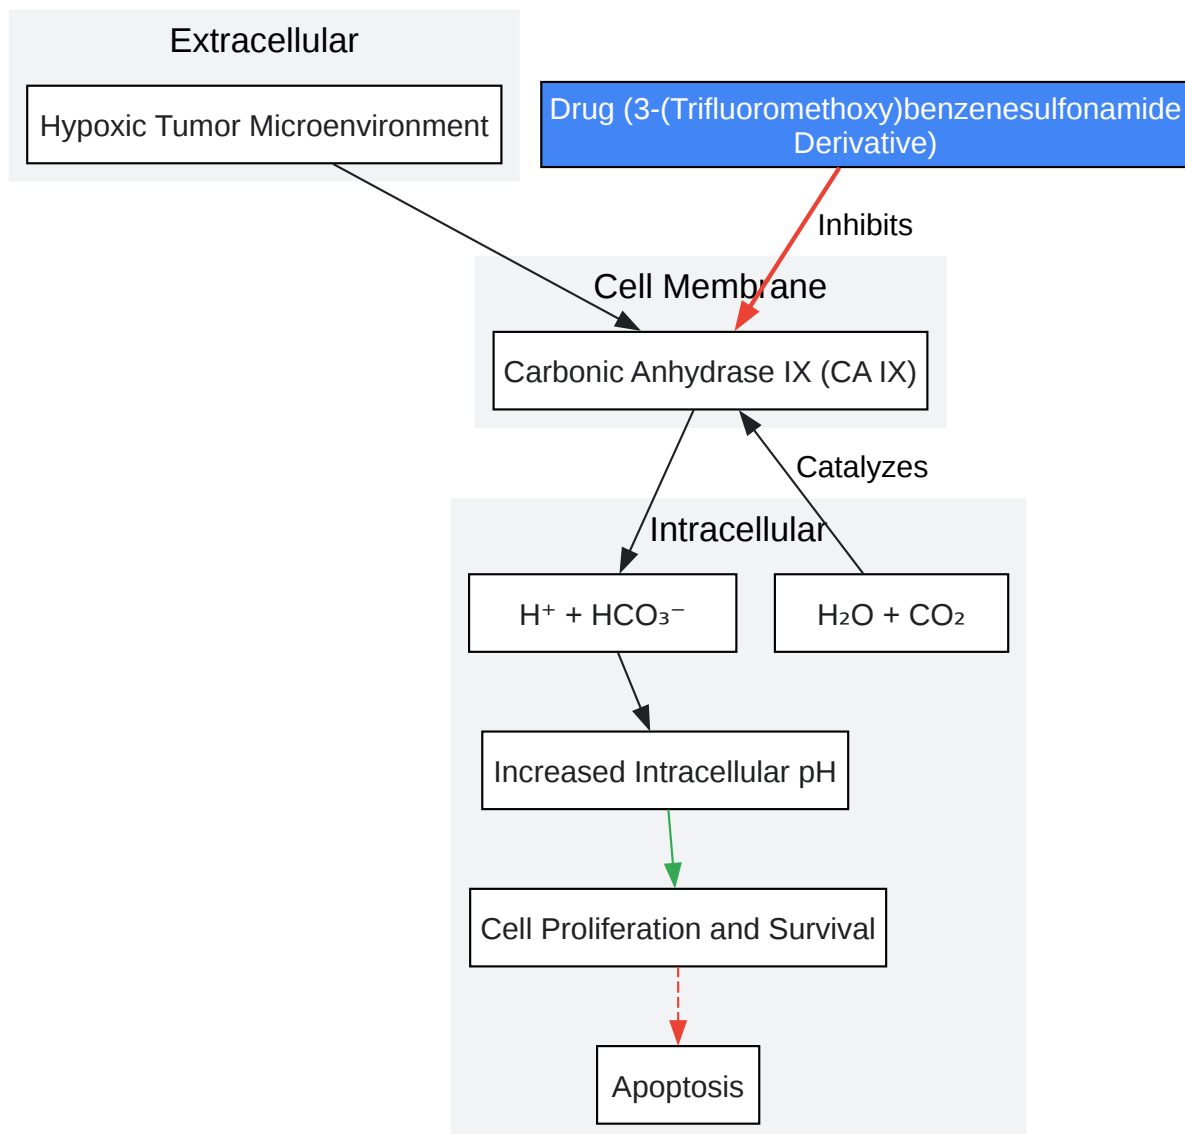 Extracellular
Hypoxic Tumor Microenvironment
Drug (3-(Trifluoromethoxy)benzenesulfonamide
Derivative)
Inhibits
Cell Membrane
Carbonic Anhydrase IX (CA IX)
Catalyzes
Intracellular
H⁺ + HCO₃⁻
H₂O + CO₂
Increased Intracellular pH
Cell Proliferation and Survival
Apoptosis